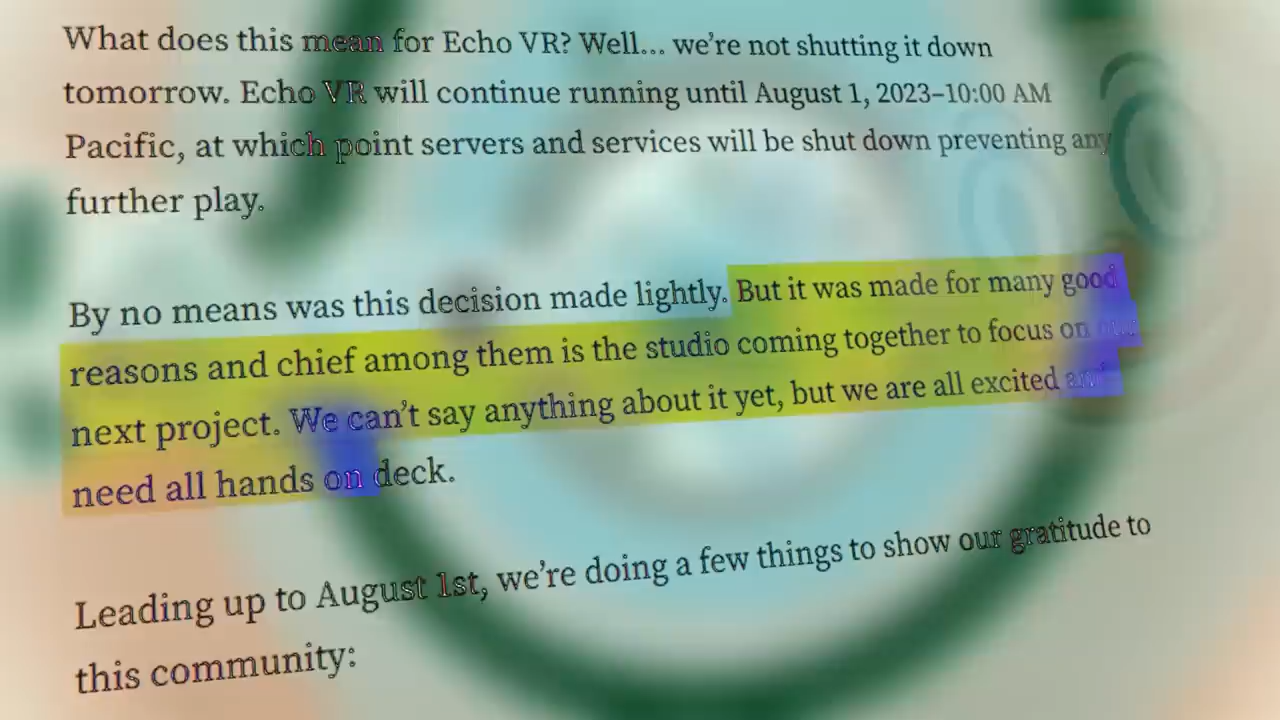 What does this mean for Echo VR? Well... we're not shutting it down
tomorrow. Echo VR will continue running until August 1, 2023–10:00 AM
Pacific, at which point servers and services will be shut down preventing any
further play.
By no means was this decision made lightly. But it was made for many good
reasons and chief among them is the studio coming together to focus on our
next project. We can't say anything about it yet, but we are all excited and
need all hands on deck.
Leading up to August 1st, we're doing a few things to show our gratitude to
this community: